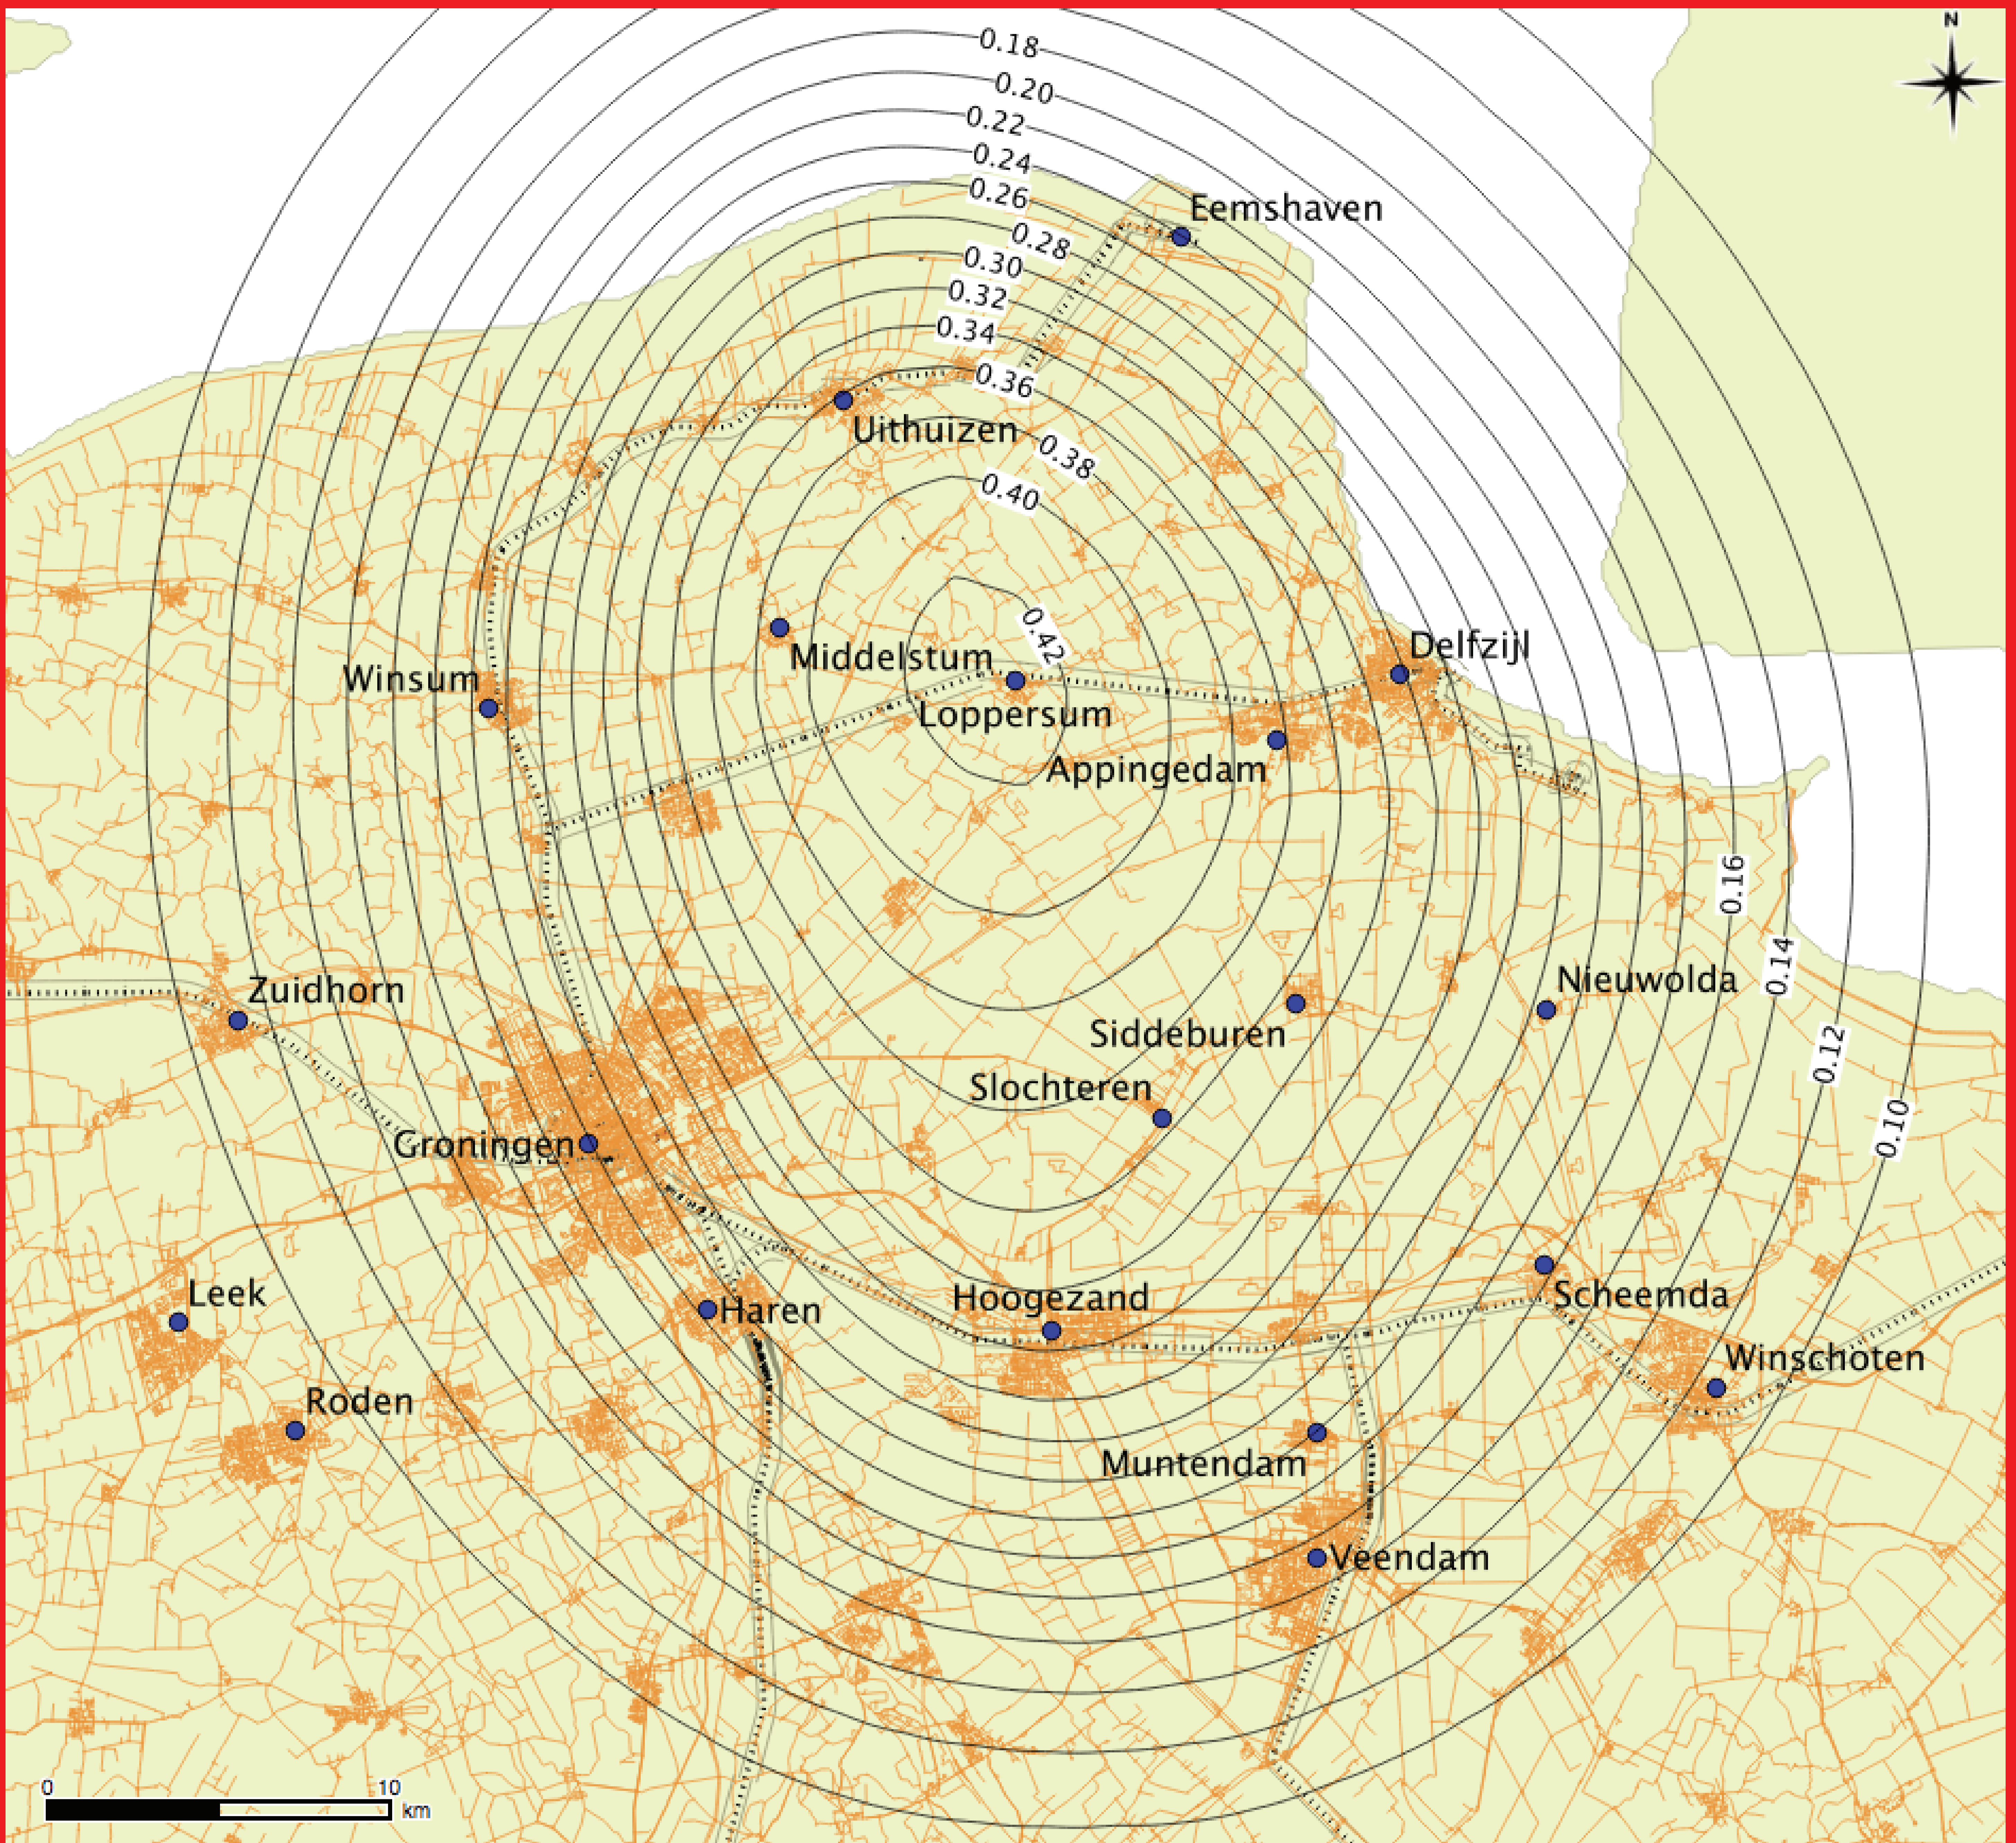 N
0.18
0.20
0.22
0.24
0.26
0.28
0.30
0.32
0.34
0.36
0.38
0.40
0.42
Eemshaven
Uithuizen
Middelstum
Winsum
Loppersum
Delfzijl
Appingedam
0.16
0.14
0.12
0.10
Zuidhorn
Nieuwolda
Siddeburen
Slochteren
Groningen
Leek
Haren
Hoogezand
Scheemda
Winschoten
Roden
Muntendam
Veendam
0 10
km